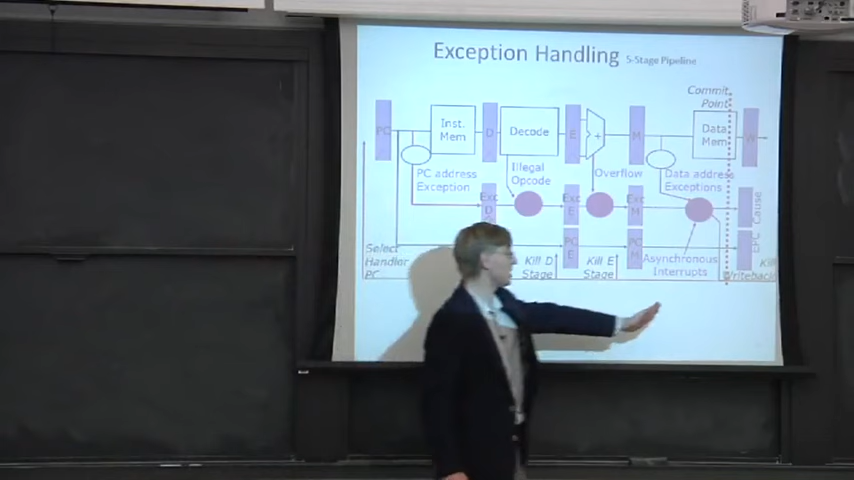 Exception Handling 5-Stage Pipeline
Commit
Point
PC
Inst.
Mem
D
Decode
E
+
M
Data
Mem
W
PC address
Exception
Illegal
Opcode
Overflow
Data address
Exceptions
Exc
D
Exc
E
Exc
M
Cause
EPC
PC
E
PC
M
Select
Handler
PC
Kill D
Stage
Kill E
Stage
Asynchronous
Interrupts
Kill
Writeback